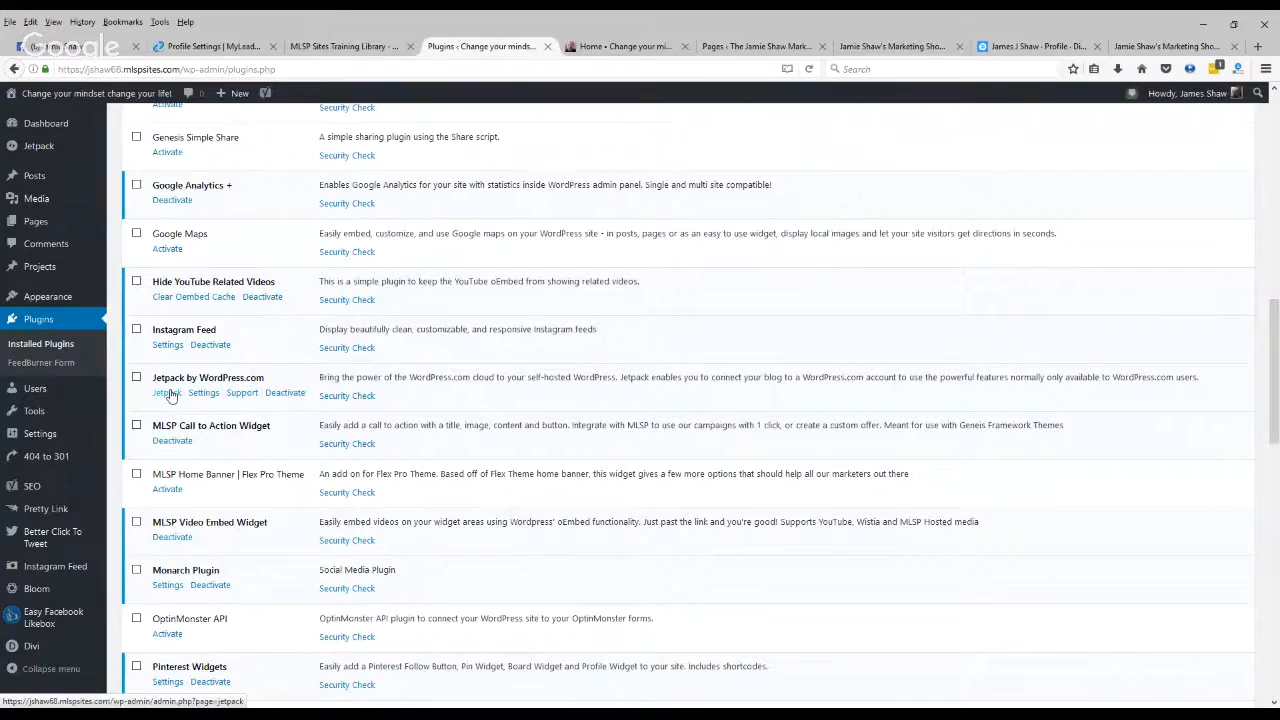 File Edit View History Bookmarks Tools Help
Google
Profile Settings | MyLead...
MLSP Sites Training Library - ...
Plugins ‹ Change your minds...
Home • Change your mi...
Pages ‹ The Jamie Shaw Mark...
Jamie Shaw's Marketing Sho...
James J Shaw - Profile - Di...
Jamie Shaw's Marketing Sho...
https://jshaw68.mlspsites.com/wp-admin/plugins.php
Search
1
Change your mindset change your life! 0 New
Howdy, James Shaw
Dashboard
Jetpack
Posts
Media
Pages
Comments
Projects
Appearance
Plugins
Installed Plugins
FeedBurner Form
Users
Tools
Settings
404 to 301
SEO
Pretty Link
Better Click To
Tweet
Instagram Feed
Bloom
Easy Facebook
Likebox
Divi
Collapse menu
Activate
Security Check
Genesis Simple Share
A simple sharing plugin using the Share script.
Activate
Security Check
Google Analytics +
Enables Google Analytics for your site with statistics inside WordPress admin panel. Single and multi site compatible!
Deactivate
Security Check
Google Maps
Easily embed, customize, and use Google maps on your WordPress site - in posts, pages or as an easy to use widget, display local images and let your site visitors get directions in seconds.
Activate
Security Check
Hide YouTube Related Videos
This is a simple plugin to keep the YouTube oEmbed from showing related videos.
Clear Oembed Cache Deactivate
Security Check
Instagram Feed
Display beautifully clean, customizable, and responsive Instagram feeds
Settings Deactivate
Security Check
Jetpack by WordPress.com
Bring the power of the WordPress.com cloud to your self-hosted WordPress. Jetpack enables you to connect your blog to a WordPress.com account to use the powerful features normally only available to WordPress.com users.
Jetpack Settings Support Deactivate
Security Check
MLSP Call to Action Widget
Easily add a call to action with a title, image, content and button. Integrate with MLSP to use our campaigns with 1 click, or create a custom offer. Meant for use with Geneis Framework Themes
Deactivate
Security Check
MLSP Home Banner | Flex Pro Theme
An add on for Flex Pro Theme. Based off of Flex Theme home banner, this widget gives a few more options that should help all our marketers out there
Activate
Security Check
MLSP Video Embed Widget
Easily embed videos on your widget areas using Wordpress' oEmbed functionality. Just past the link and you're good! Supports YouTube, Wistia and MLSP Hosted media
Deactivate
Security Check
Monarch Plugin
Social Media Plugin
Settings Deactivate
Security Check
OptinMonster API
OptinMonster API plugin to connect your WordPress site to your OptinMonster forms.
Activate
Security Check
Pinterest Widgets
Easily add a Pinterest Follow Button, Pin Widget, Board Widget and Profile Widget to your site. Includes shortcodes.
Settings Deactivate
Security Check
https://jshaw68.mlspsites.com/wp-admin/admin.php?page=jetpack